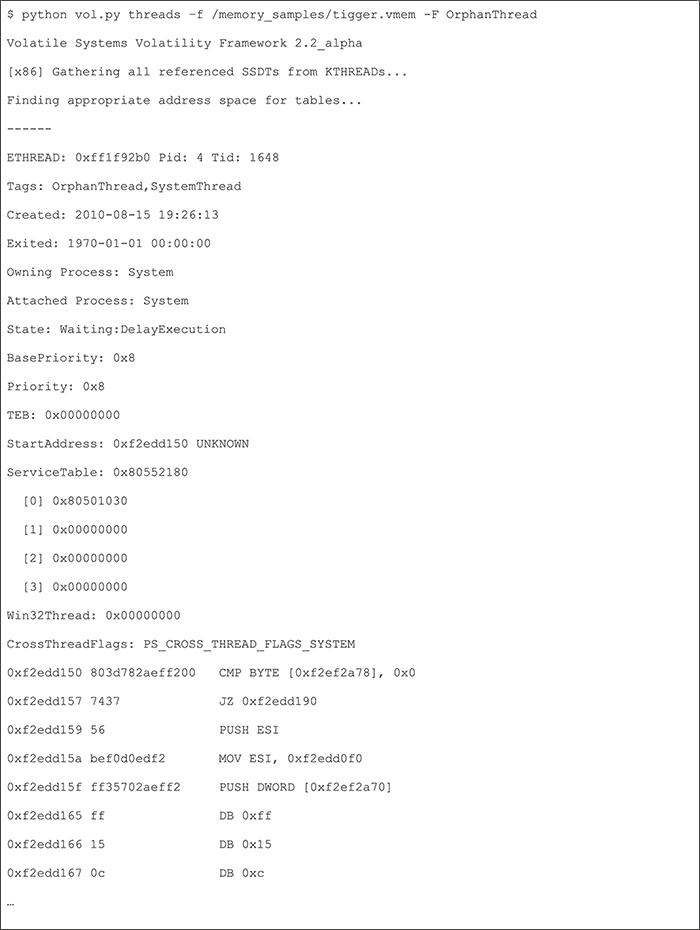 $ python vol.py threads –f /memory_samples/tigger.vmem -F OrphanThread
Volatile Systems Volatility Framework 2.2_alpha
[x86] Gathering all referenced SSDTs from KTHREADs...
Finding appropriate address space for tables...
------
ETHREAD: 0xff1f92b0 Pid: 4 Tid: 1648
Tags: OrphanThread,SystemThread
Created: 2010-08-15 19:26:13
Exited: 1970-01-01 00:00:00
Owning Process: System
Attached Process: System
State: Waiting:DelayExecution
BasePriority: 0x8
Priority: 0x8
TEB: 0x00000000
StartAddress: 0xf2edd150 UNKNOWN
ServiceTable: 0x80552180
[0] 0x80501030
[1] 0x00000000
[2] 0x00000000
[3] 0x00000000
Win32Thread: 0x00000000
CrossThreadFlags: PS_CROSS_THREAD_FLAGS_SYSTEM
0xf2edd150 803d782aeff200 CMP BYTE [0xf2ef2a78], 0x0
0xf2edd157 7437 JZ 0xf2edd190
0xf2edd159 56 PUSH ESI
0xf2edd15a bef0d0edf2 MOV ESI, 0xf2edd0f0
0xf2edd15f ff35702aeff2 PUSH DWORD [0xf2ef2a70]
0xf2edd165 ff DB 0xff
0xf2edd166 15 DB 0x15
0xf2edd167 0c DB 0xc
…